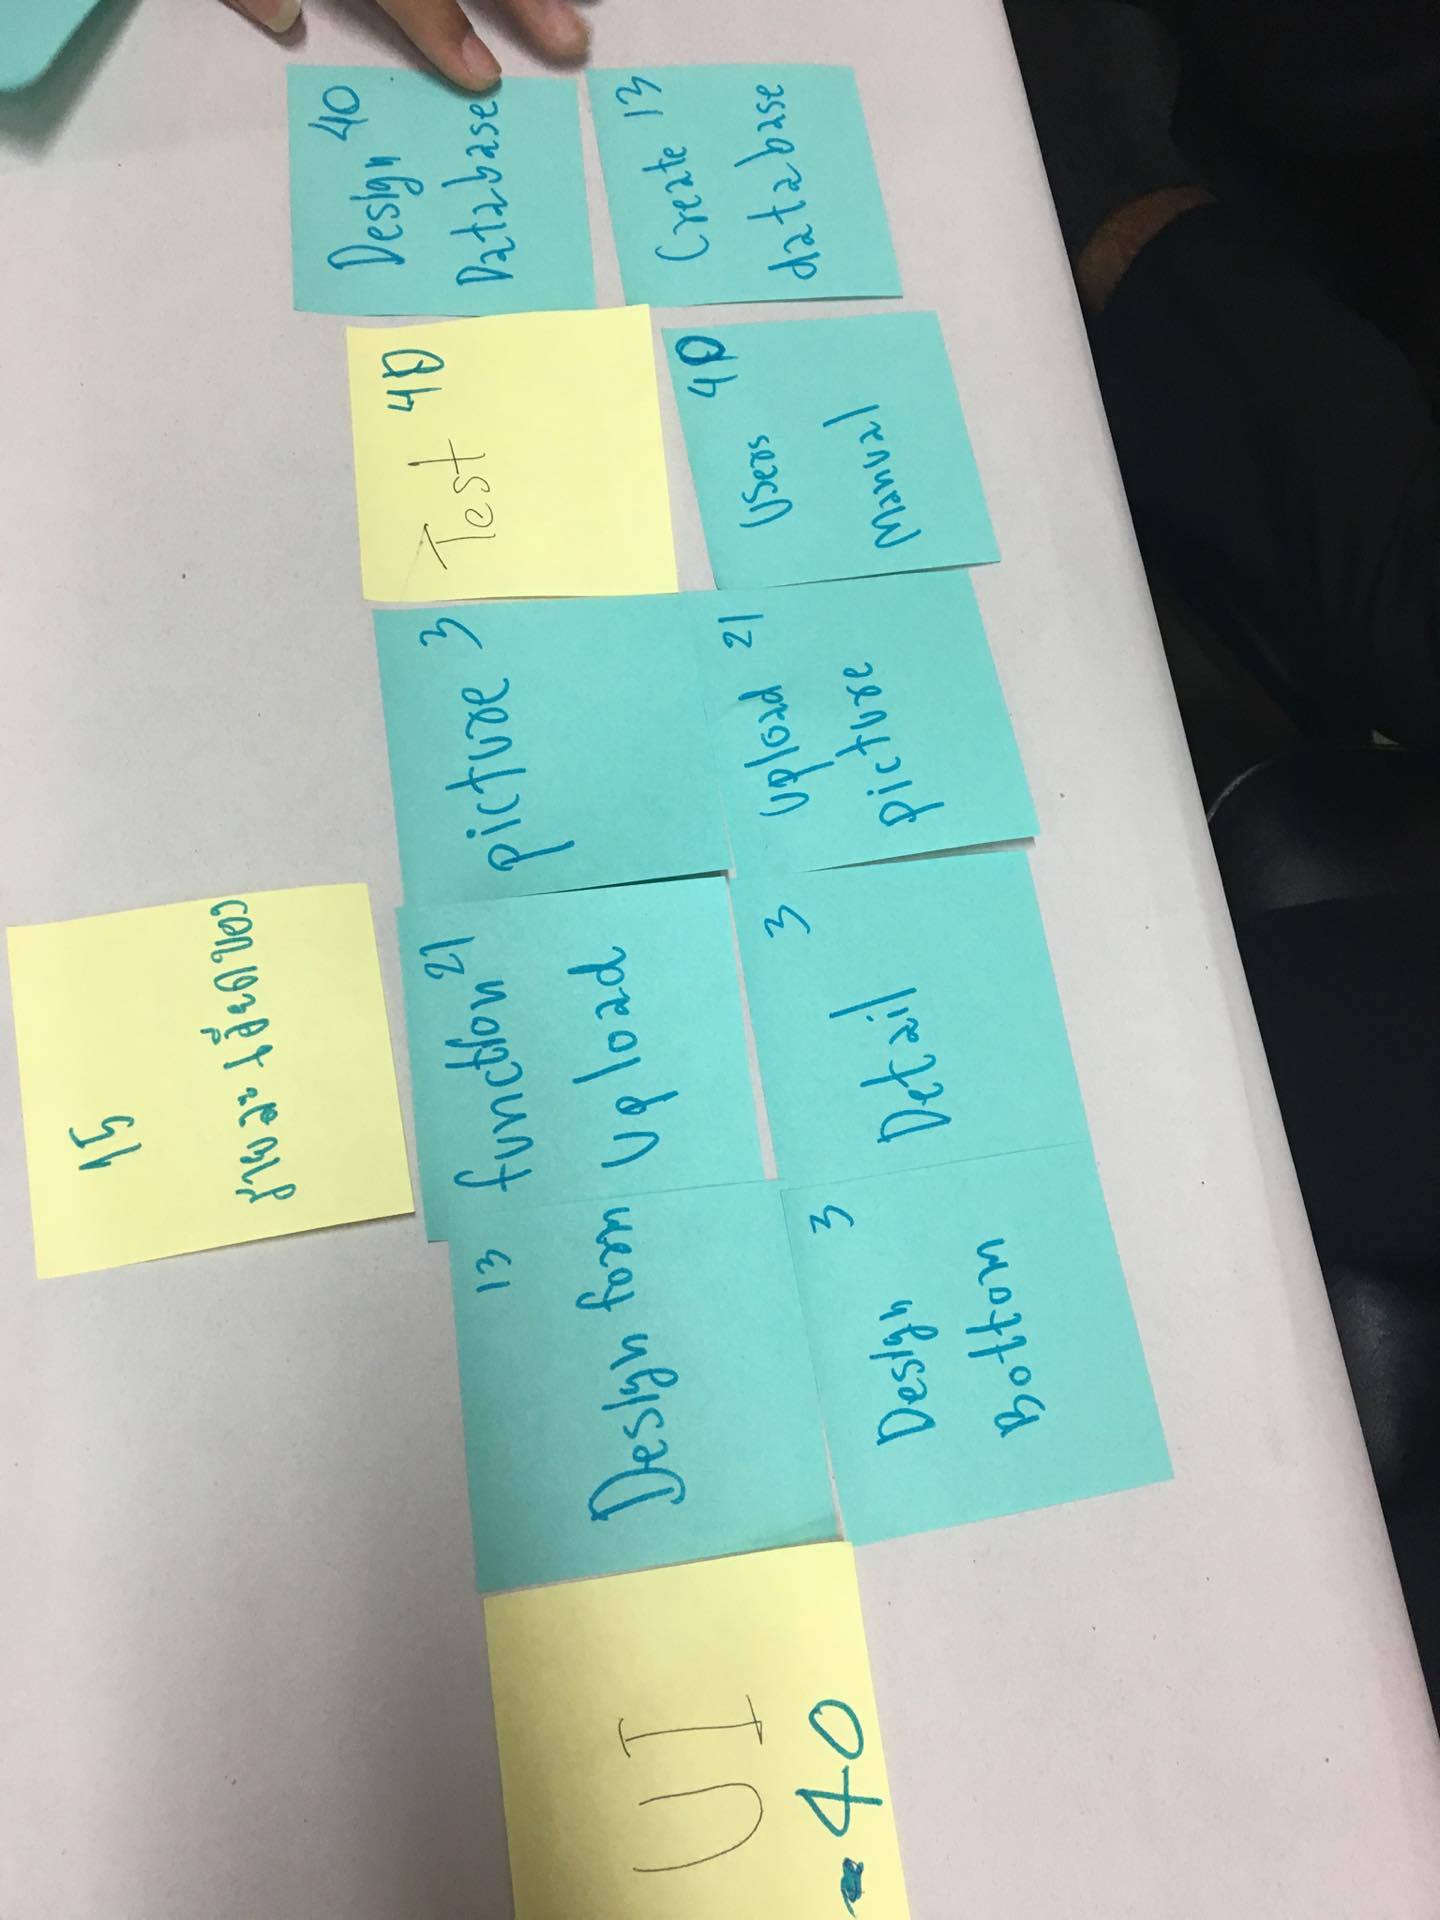 รายละเอียดของ
UI
40
13
Design form
function 21
upload
picture 3
Test 40
Design 40
Database
3
Design
Bottom
3
Detail
upload 21
picture
Users 40
Manual
Create 13
database